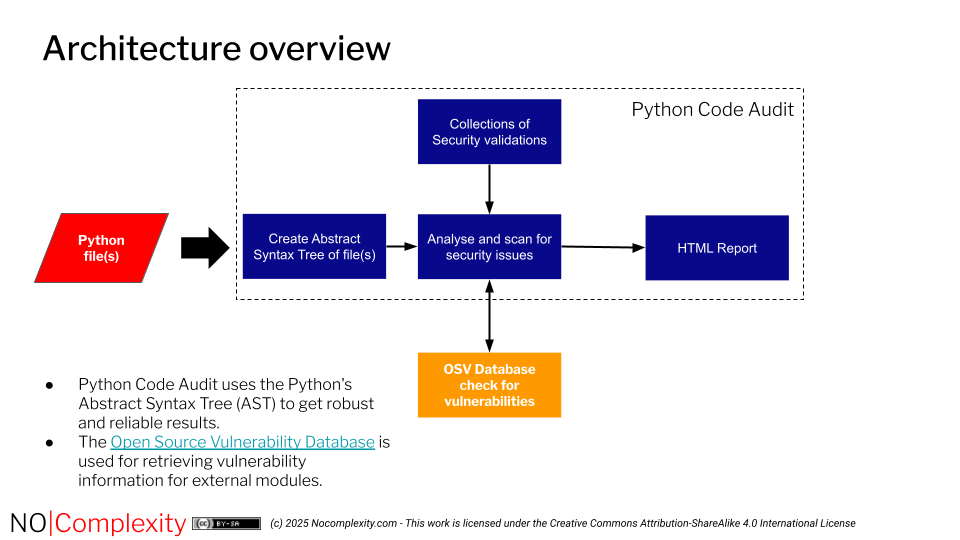 Architecture overview
Python Code Audit
Collections of
Security validations
Python
file(s)
Create Abstract
Syntax Tree of file(s)
Analyse and scan for
security issues
HTML Report
OSV Database
check for
vulnerabilities
● Python Code Audit uses the Python's
Abstract Syntax Tree (AST) to get robust
and reliable results.
● The Open Source Vulnerability Database is
used for retrieving vulnerability
information for external modules.
NO|Complexity
(cc) BY-SA
(c) 2025 Nocomplexity.com - This work is licensed under the Creative Commons Attribution-ShareAlike 4.0 International License